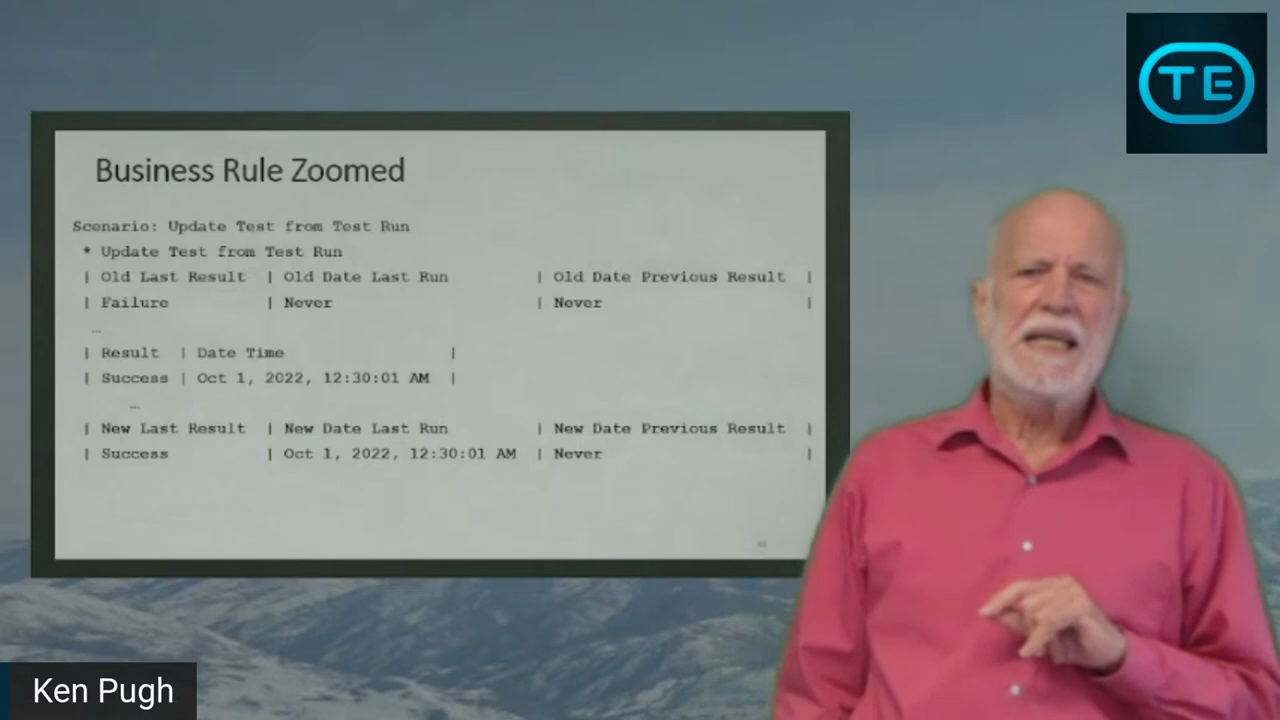 TE
Business Rule Zoomed
Scenario: Update Test from Test Run
* Update Test from Test Run
| Old Last Result | Old Date Last Run | Old Date Previous Result |
| Failure | Never | Never |
…
| Result | Date Time |
| Success | Oct 1, 2022, 12:30:01 AM |
…
| New Last Result | New Date Last Run | New Date Previous Result |
| Success | Oct 1, 2022, 12:30:01 AM | Never |
Ken Pugh